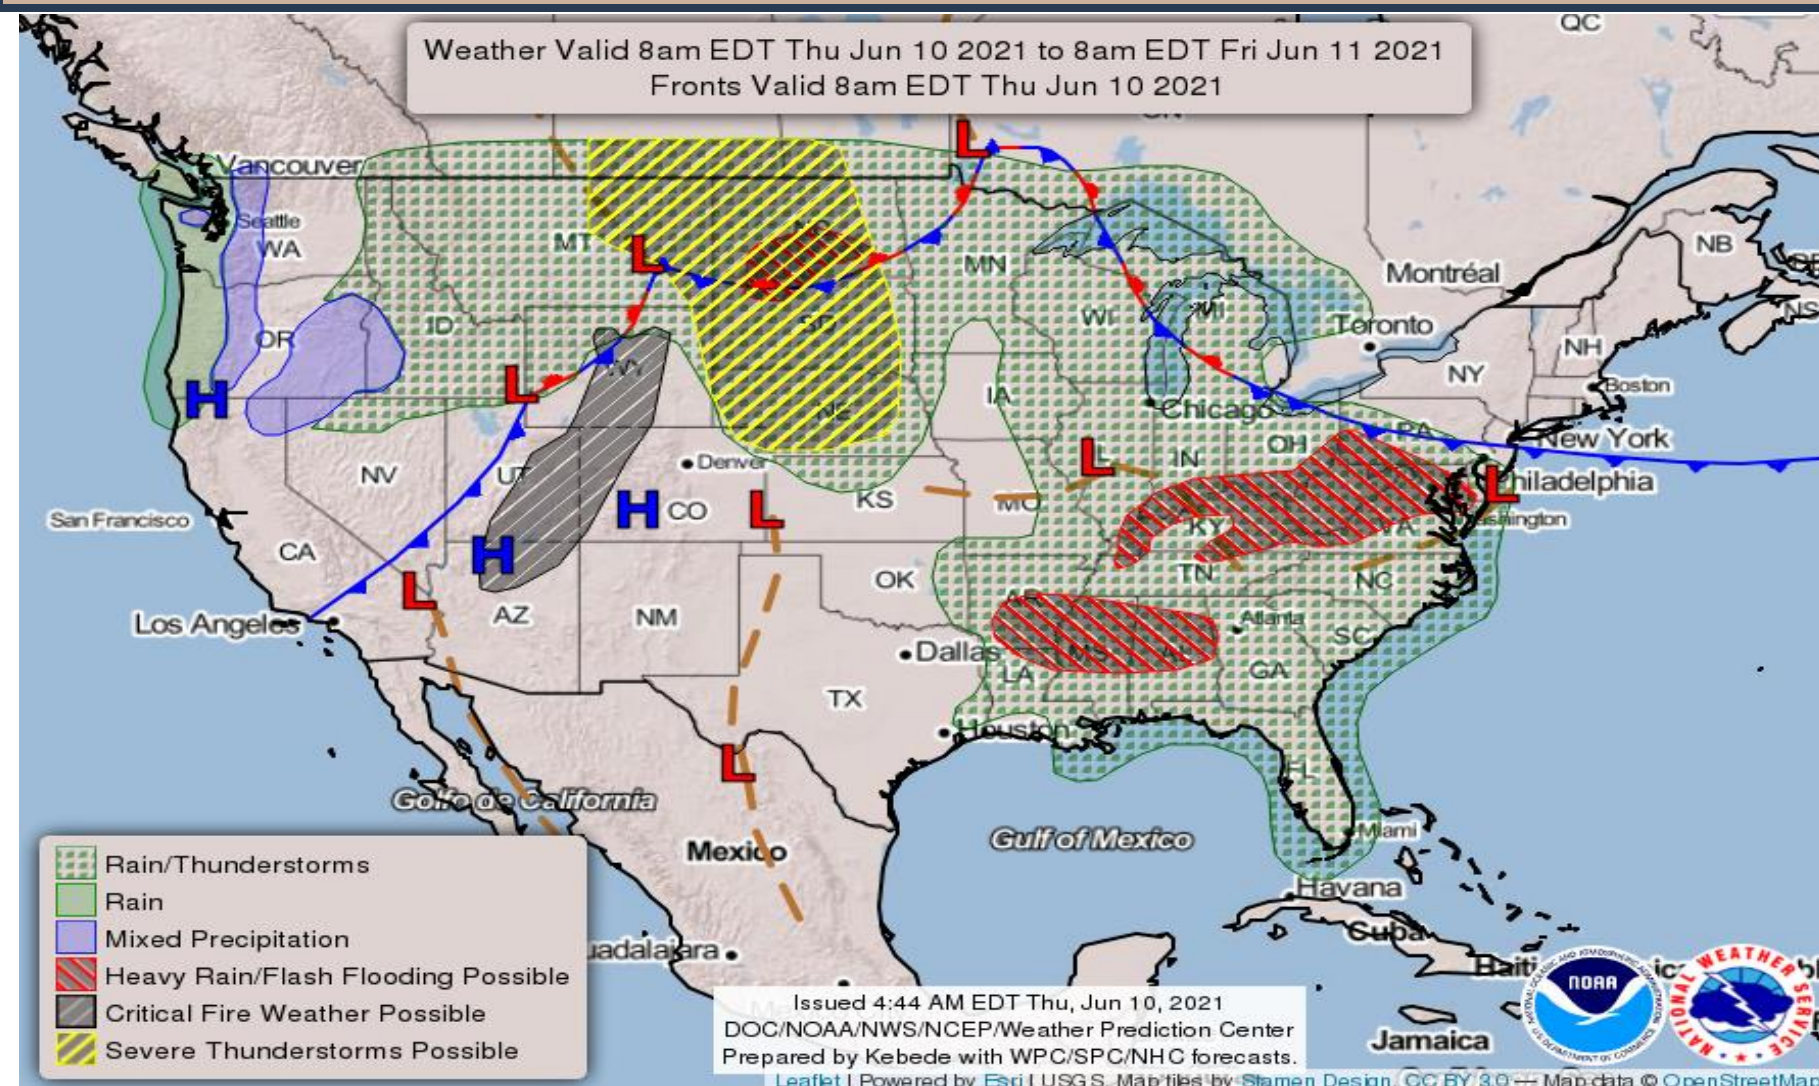 Weather Valid 8am EDT Thu Jun 10 2021 to 8am EDT Fri Jun 11 2021
Fronts Valid 8am EDT Thu Jun 10 2021
QC
L
Vancouver
Seattle
WA
MT
L
MN
NB
Montréal
OR
ID
SD
WI
MI
Toronto
NH
NS
H
L
WY
NE
IA
NY
Boston
Chicago
PA
New York
OH
NV
UT
Denver
L
IN
L
Philadelphia
San Francisco
H
CO
L
KS
MO
KY
VA
CA
H
OK
TN
NC
L
Los Angeles
AZ
NM
AR
Atlanta
SC
Dallas
MS
AL
LA
GA
TX
Houston
L
FL
Golfo de California
Gulf of Mexico
Miami
Mexico
Havana
Cuba
Haiti
uadalajara
Jamaica
Rain/Thunderstorms
Rain
Mixed Precipitation
Heavy Rain/Flash Flooding Possible
Critical Fire Weather Possible
Severe Thunderstorms Possible
Issued 4:44 AM EDT Thu, Jun 10, 2021
DOC/NOAA/NWS/NCEP/Weather Prediction Center
Prepared by Kebede with WPC/SPC/NHC forecasts.
NOAA
NATIONAL WEATHER SERVICE
Leaflet | Powered by Esri | USGS, Map tiles by Stamen Design, CC BY 3.0 — Map data © OpenStreetMap